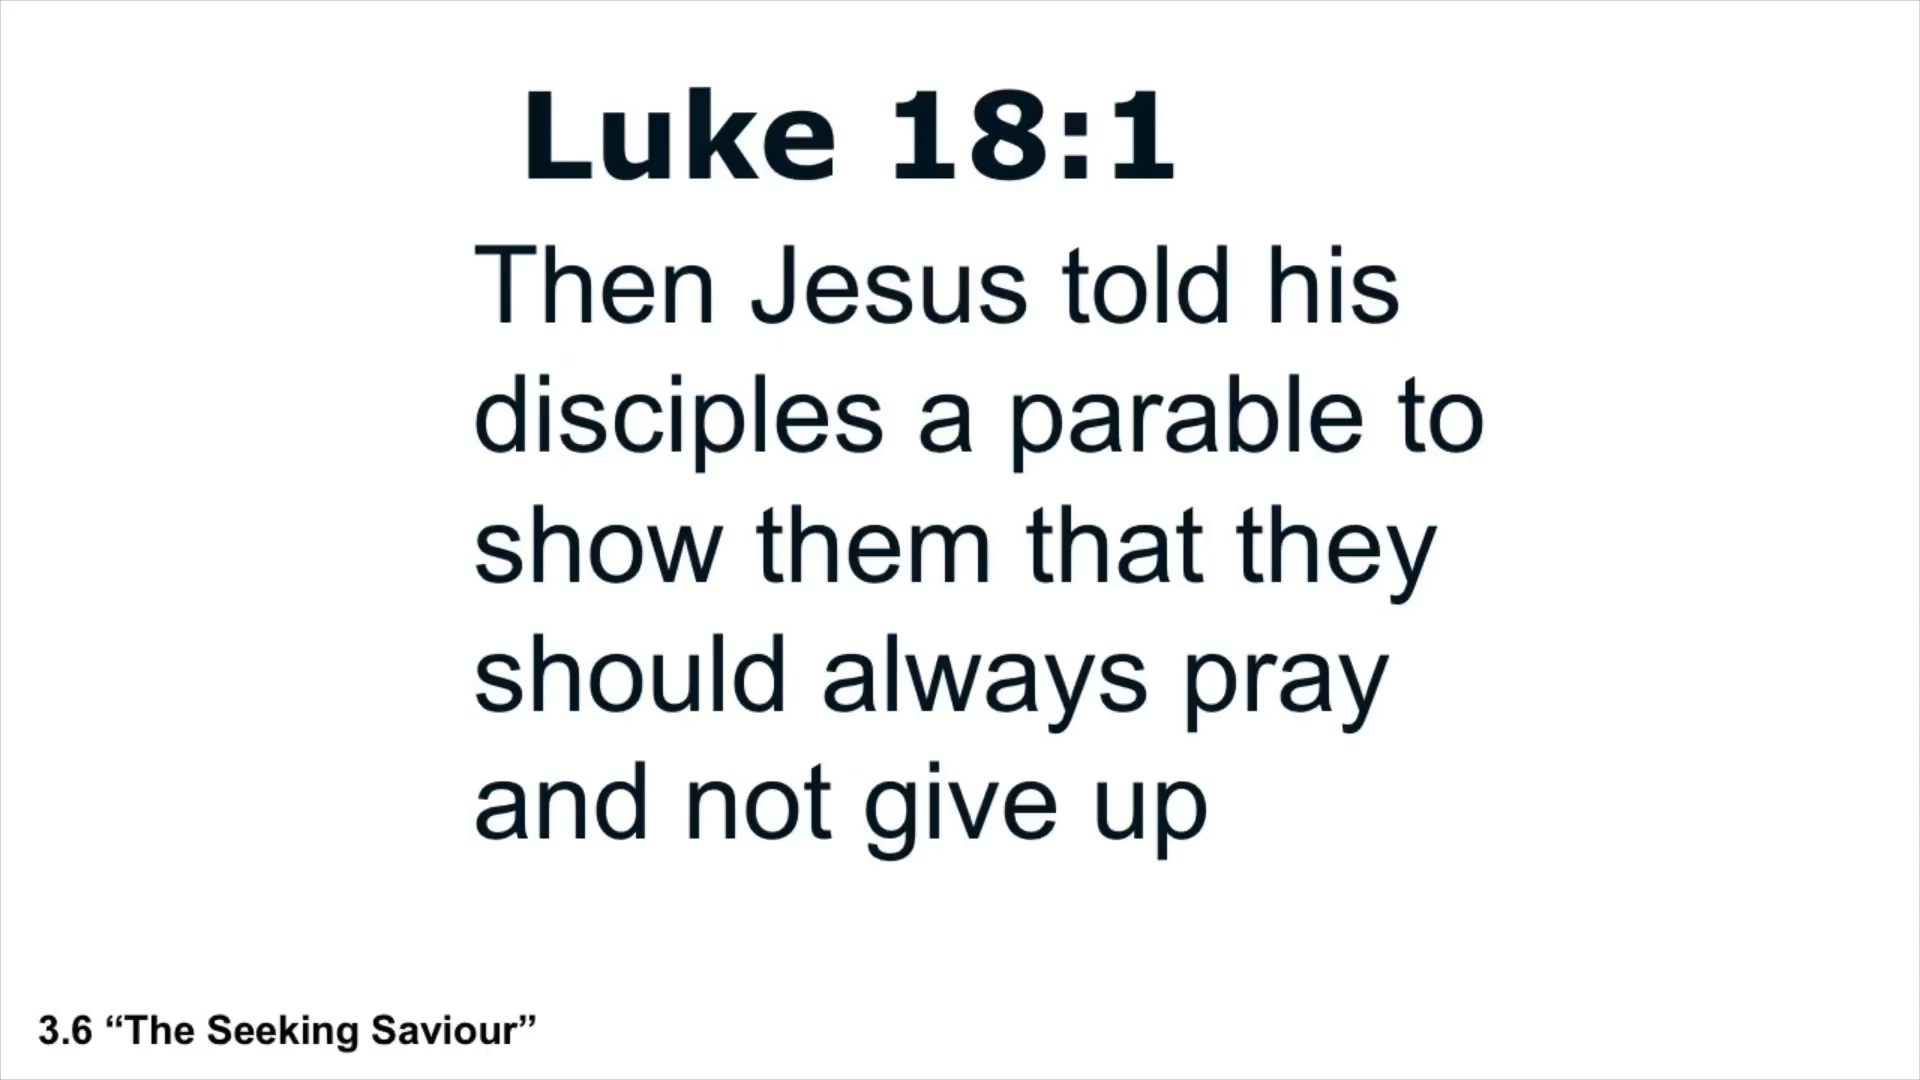 Luke 18:1
Then Jesus told his
disciples a parable to
show them that they
should always pray
and not give up
3.6 “The Seeking Saviour”